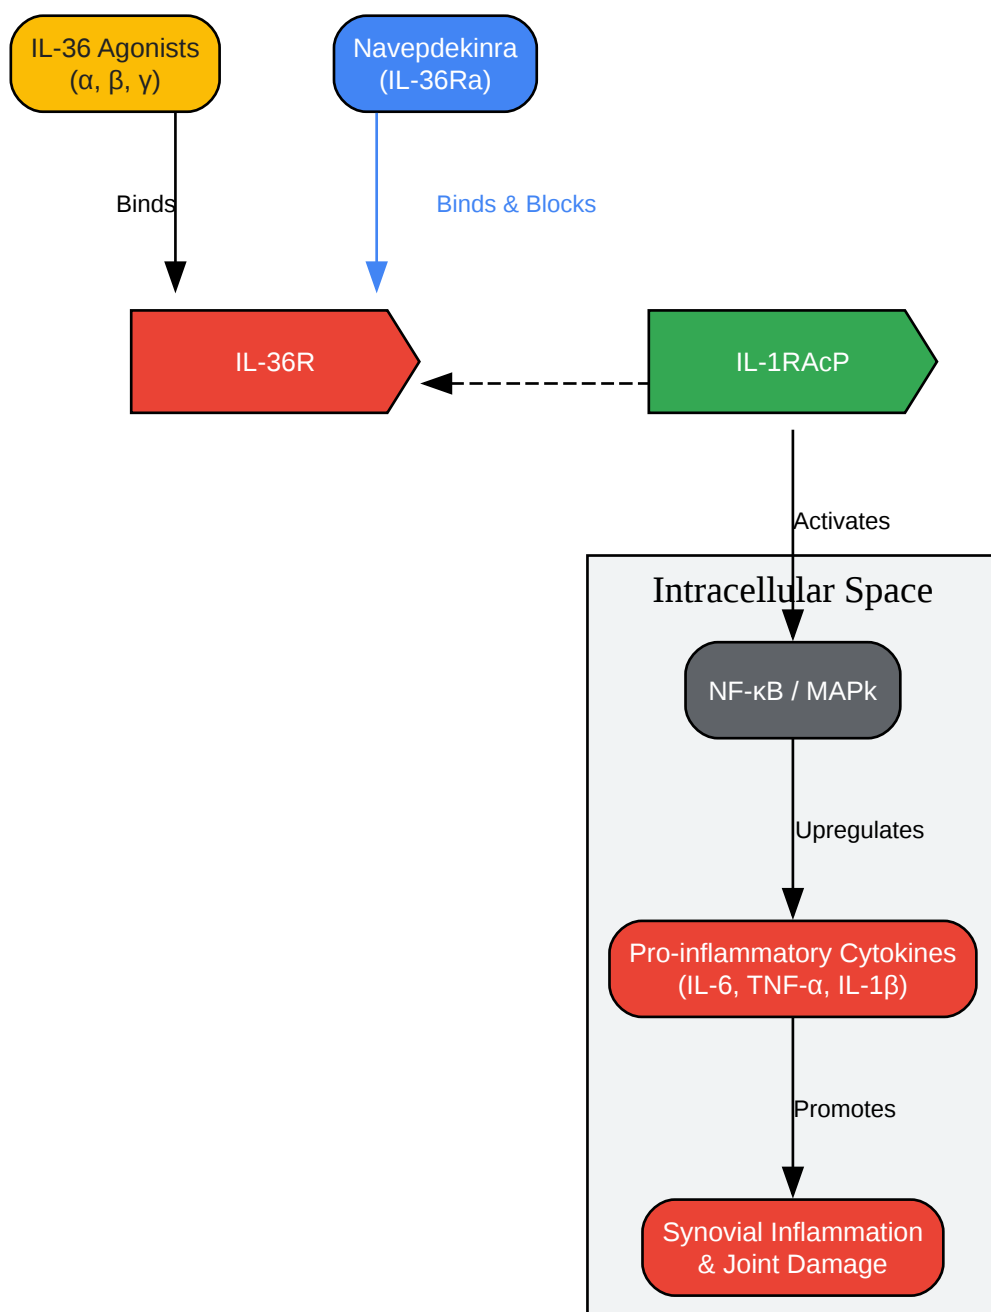 IL-36 Agonists
(α, β, γ)
Navepdekinra
(IL-36Ra)
Binds
Binds & Blocks
IL-36R
IL-1RAcP
Activates
Intracellular Space
NF-κB / MAPk
Upregulates
Pro-inflammatory Cytokines
(IL-6, TNF-α, IL-1β)
Promotes
Synovial Inflammation
& Joint Damage